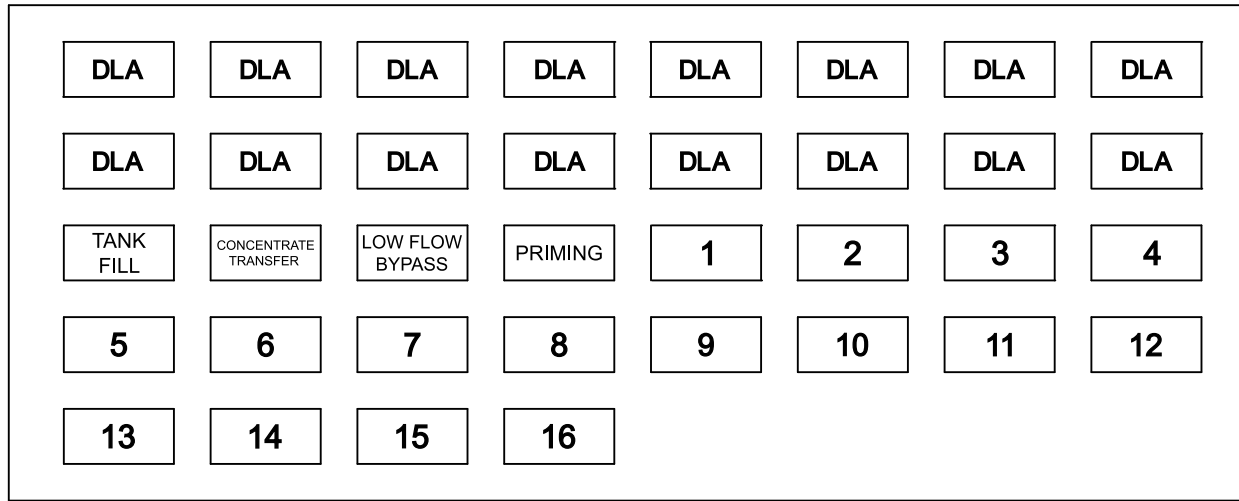 DLA DLA DLA DLA DLA DLA DLA DLA
DLA DLA DLA DLA DLA DLA DLA DLA
TANK FILL CONCENTRATE TRANSFER LOW FLOW BYPASS PRIMING 1 2 3 4
5 6 7 8 9 10 11 12
13 14 15 16